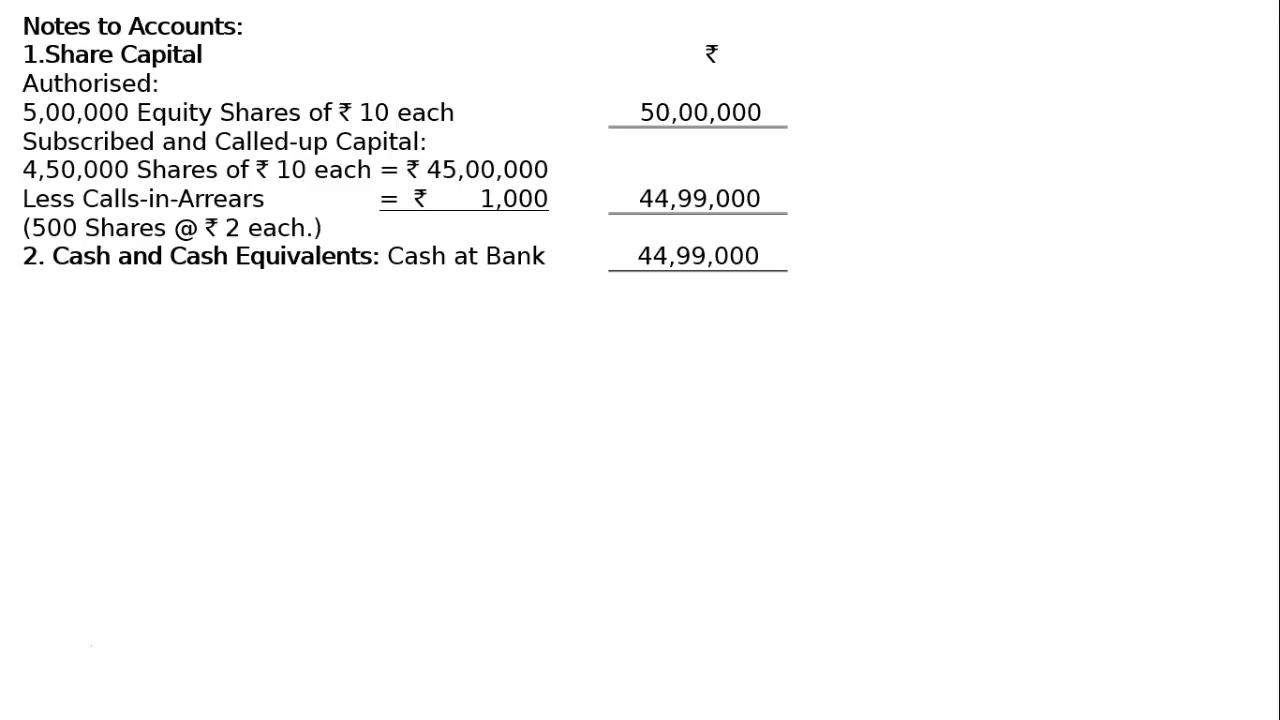 Notes to Accounts:
1.Share Capital ₹
Authorised:
5,00,000 Equity Shares of ₹ 10 each 50,00,000
Subscribed and Called-up Capital:
4,50,000 Shares of ₹ 10 each = ₹ 45,00,000
Less Calls-in-Arrears = ₹ 1,000 44,99,000
(500 Shares @ ₹ 2 each.)
2. Cash and Cash Equivalents: Cash at Bank 44,99,000